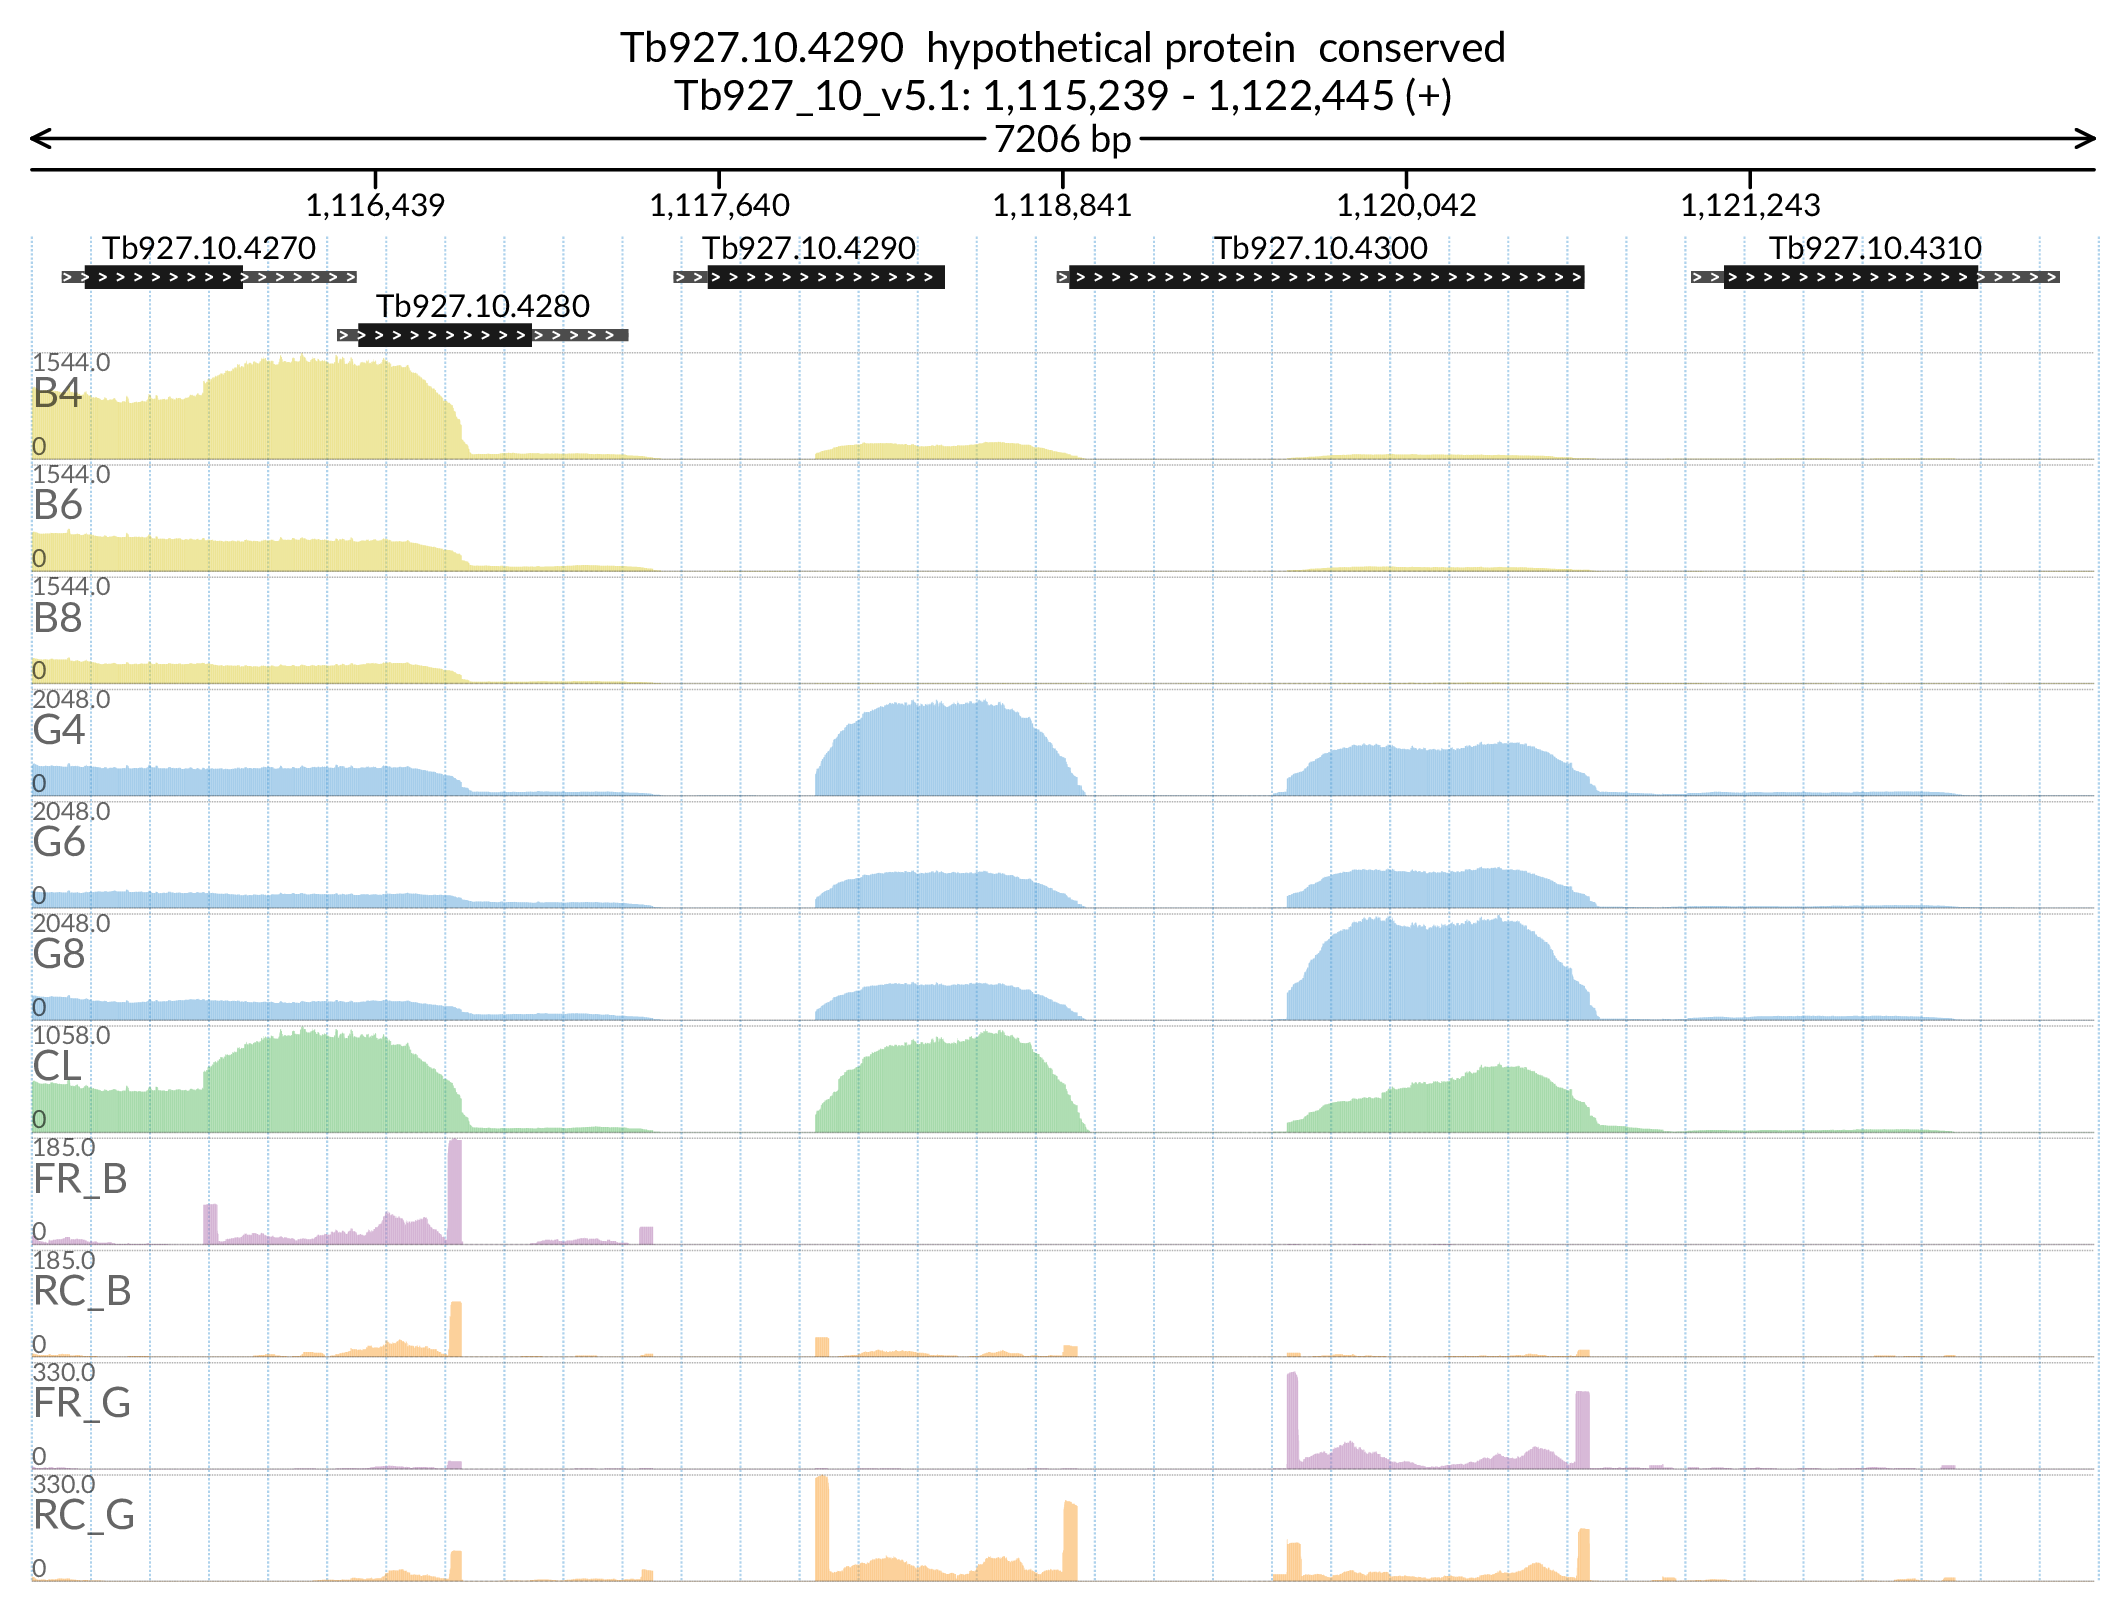 Tb927.10.4290  hypothetical protein  conserved
Tb927_10_v5.1: 1,115,239 - 1,122,445 (+)
7206 bp
1,116,439 1,117,640 1,118,841 1,120,042 1,121,243
Tb927.10.4270 Tb927.10.4290 Tb927.10.4300 Tb927.10.4310
Tb927.10.4280
1544.0
B4
0
1544.0
B6
0
1544.0
B8
0
2048.0
G4
0
2048.0
G6
0
2048.0
G8
0
1058.0
CL
0
185.0
FR_B
0
185.0
RC_B
0
330.0
FR_G
0
330.0
RC_G
0